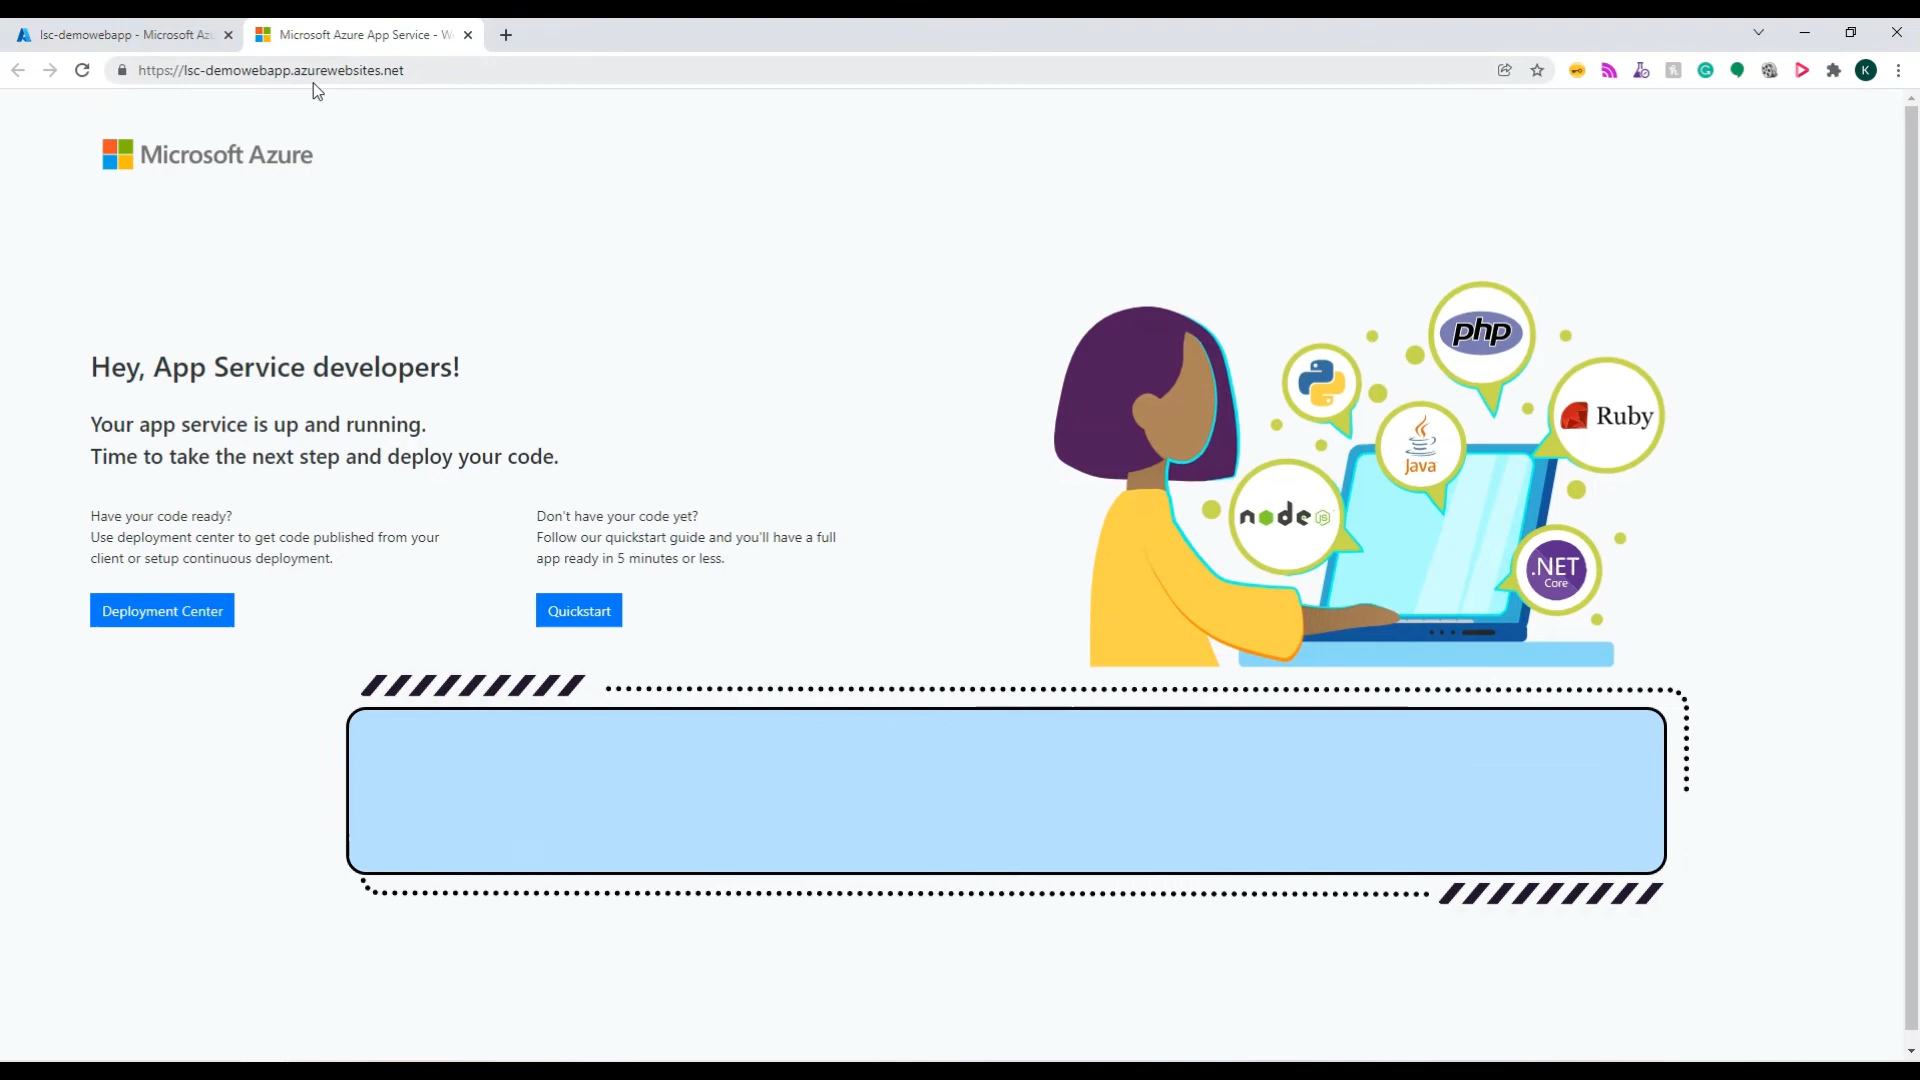 lsc-demowebapp - Microsoft Az
Microsoft Azure App Service - W
https://lsc-demowebapp.azurewebsites.net
K
Microsoft Azure
Hey, App Service developers!
Your app service is up and running.
Time to take the next step and deploy your code.
Have your code ready?
Use deployment center to get code published from your
client or setup continuous deployment.
Deployment Center
Don't have your code yet?
Follow our quickstart guide and you'll have a full
app ready in 5 minutes or less.
Quickstart
php
Ruby
Java
node
JS
.NET
Core